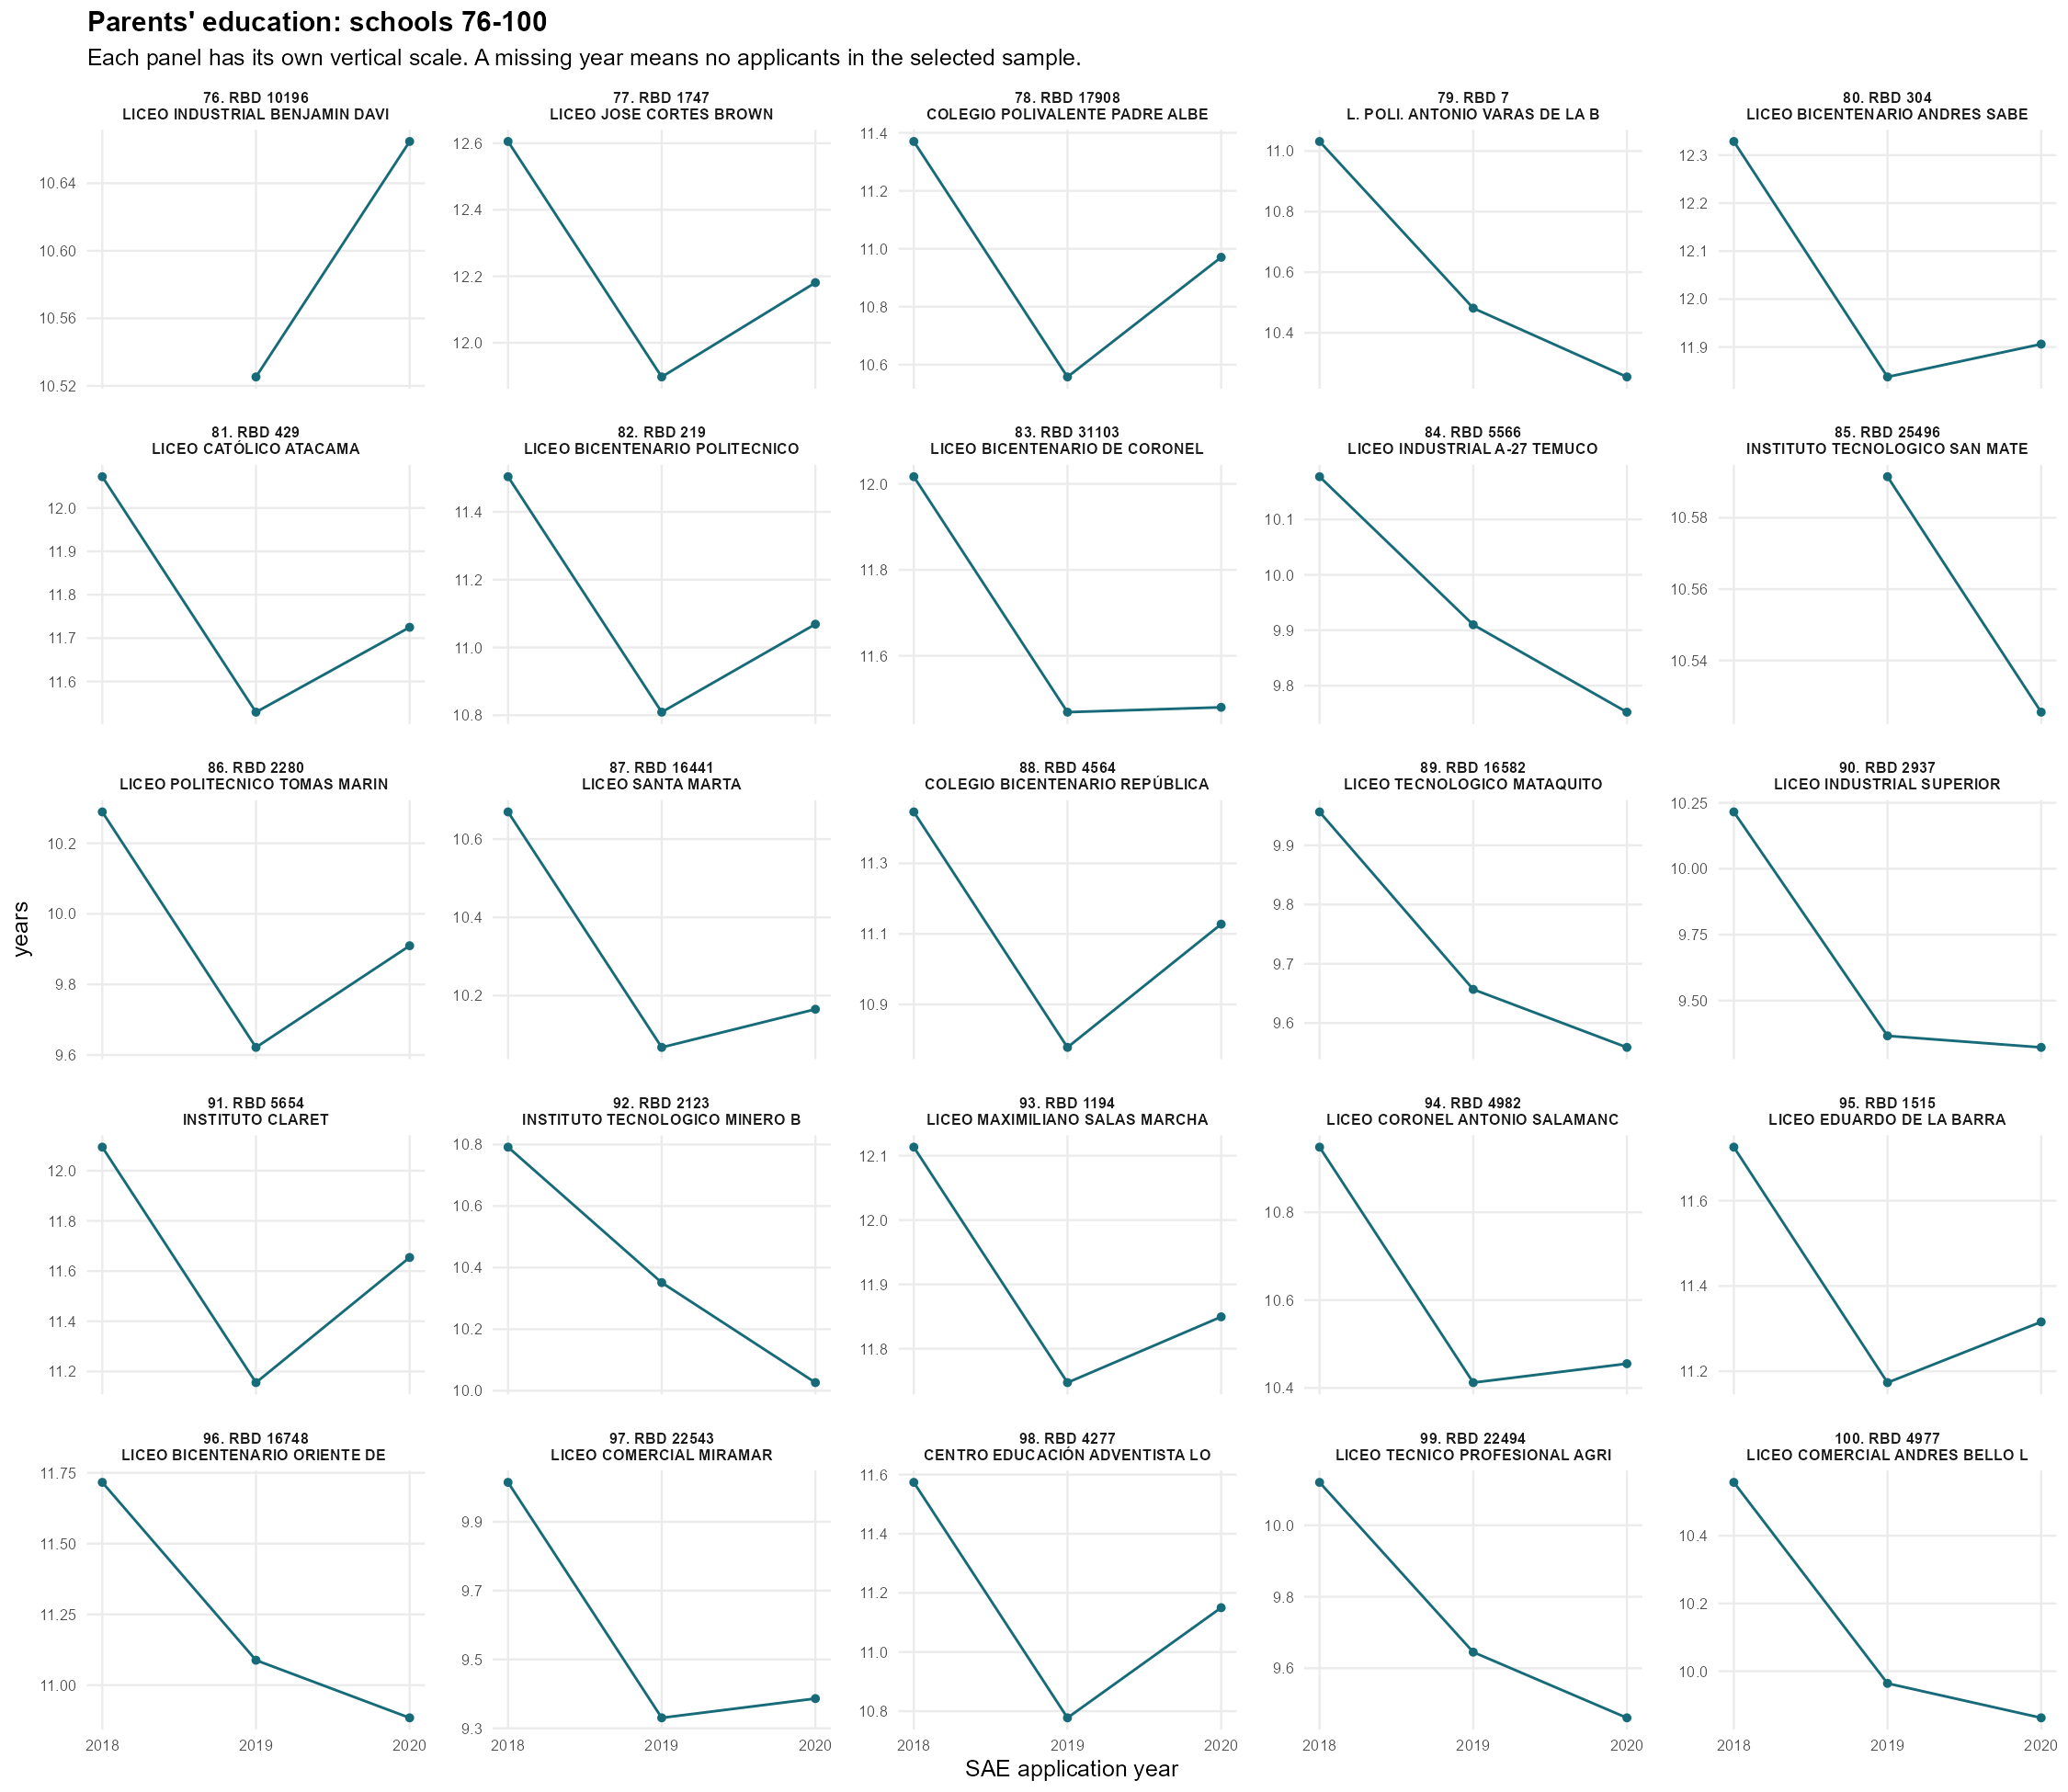 Parents' education: schools 76-100
Each panel has its own vertical scale. A missing year means no applicants in the selected sample.
76. RBD 10196
LICEO INDUSTRIAL BENJAMIN DAVI
10.64
10.60
10.56
10.52
77. RBD 1747
LICEO JOSE CORTES BROWN
12.6
12.4
12.2
12.0
78. RBD 17908
COLEGIO POLIVALENTE PADRE ALBE
11.4
11.2
11.0
10.8
10.6
79. RBD 7
L. POLI. ANTONIO VARAS DE LA B
11.0
10.8
10.6
10.4
80. RBD 304
LICEO BICENTENARIO ANDRES SABE
12.3
12.2
12.1
12.0
11.9
81. RBD 429
LICEO CATÓLICO ATACAMA
12.0
11.9
11.8
11.7
11.6
82. RBD 219
LICEO BICENTENARIO POLITECNICO
11.4
11.2
11.0
10.8
83. RBD 31103
LICEO BICENTENARIO DE CORONEL
12.0
11.8
11.6
84. RBD 5566
LICEO INDUSTRIAL A-27 TEMUCO
10.1
10.0
9.9
9.8
85. RBD 25496
INSTITUTO TECNOLOGICO SAN MATE
10.58
10.56
10.54
86. RBD 2280
LICEO POLITECNICO TOMAS MARIN
10.2
10.0
9.8
9.6
87. RBD 16441
LICEO SANTA MARTA
10.6
10.4
10.2
88. RBD 4564
COLEGIO BICENTENARIO REPÚBLICA
11.3
11.1
10.9
89. RBD 16582
LICEO TECNOLOGICO MATAQUITO
9.9
9.8
9.7
9.6
90. RBD 2937
LICEO INDUSTRIAL SUPERIOR
10.25
10.00
9.75
9.50
years
91. RBD 5654
INSTITUTO CLARET
12.0
11.8
11.6
11.4
11.2
92. RBD 2123
INSTITUTO TECNOLOGICO MINERO B
10.8
10.6
10.4
10.2
10.0
93. RBD 1194
LICEO MAXIMILIANO SALAS MARCHA
12.1
12.0
11.9
11.8
94. RBD 4982
LICEO CORONEL ANTONIO SALAMANC
10.8
10.6
10.4
95. RBD 1515
LICEO EDUARDO DE LA BARRA
11.6
11.4
11.2
96. RBD 16748
LICEO BICENTENARIO ORIENTE DE
11.75
11.50
11.25
11.00
2018 2019 2020
97. RBD 22543
LICEO COMERCIAL MIRAMAR
9.9
9.7
9.5
9.3
2018 2019 2020
98. RBD 4277
CENTRO EDUCACIÓN ADVENTISTA LO
11.6
11.4
11.2
11.0
10.8
2018 2019 2020
99. RBD 22494
LICEO TECNICO PROFESIONAL AGRI
10.0
9.8
9.6
2018 2019 2020
100. RBD 4977
LICEO COMERCIAL ANDRES BELLO L
10.4
10.2
10.0
2018 2019 2020
SAE application year